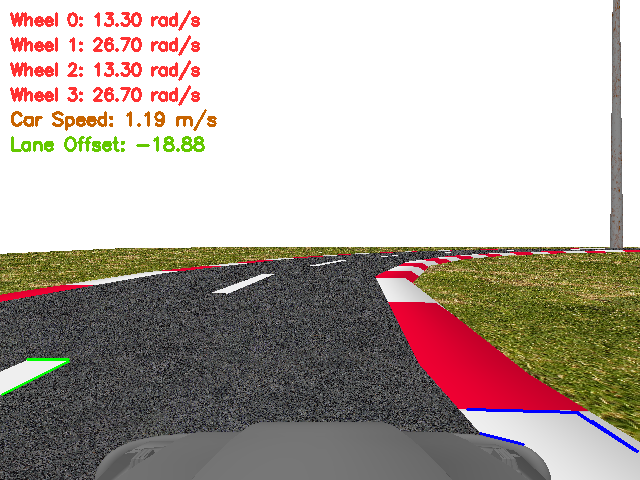 Wheel 0: 13.30 rad/s
Wheel 1: 26.70 rad/s
Wheel 2: 13.30 rad/s
Wheel 3: 26.70 rad/s
Car Speed: 1.19 m/s
Lane Offset: -18.88